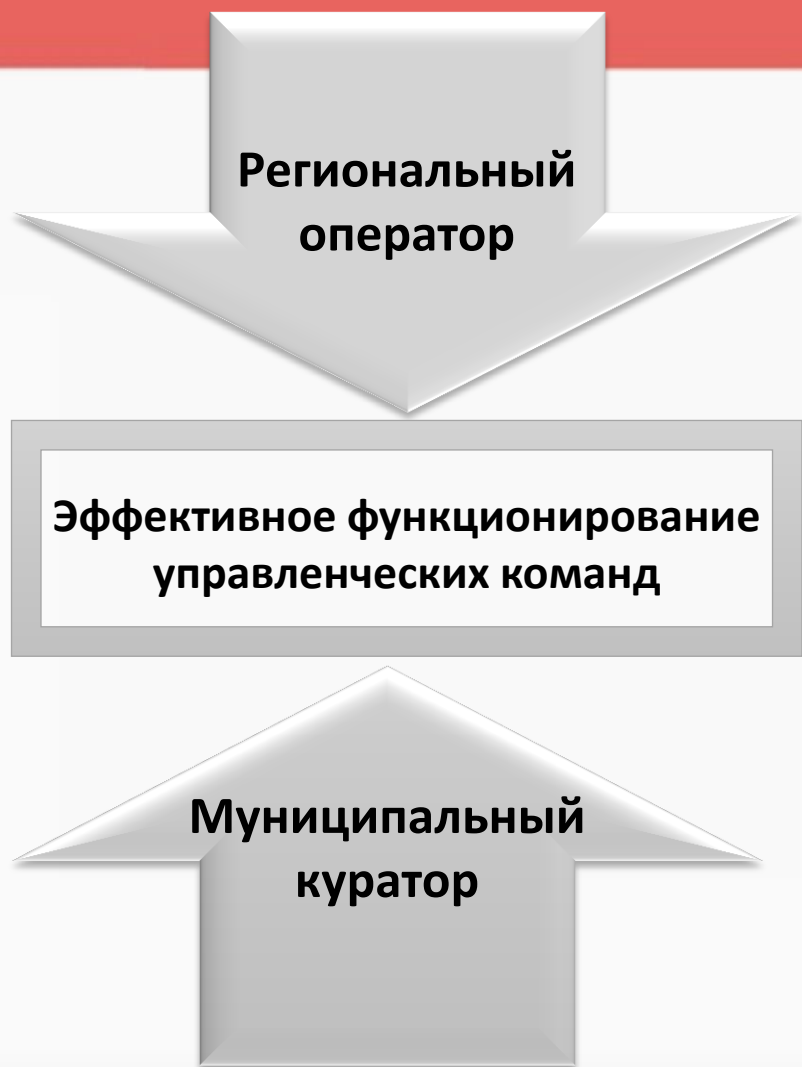 Региональный
оператор
Эффективное функционирование
управленческих команд
Муниципальный
куратор